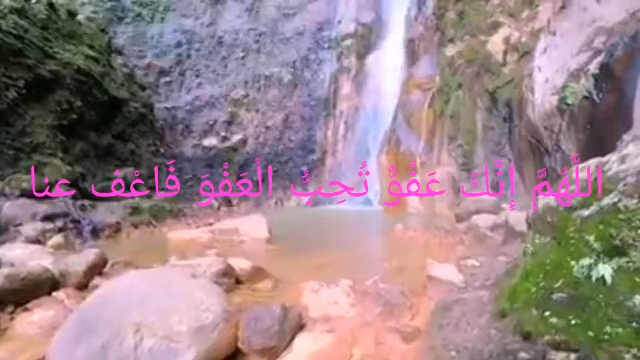 اللَّهُمَّ إِنَّكَ عَفُوٌّ تُحِبُّ الْعَفْوَ فَاعْفُ عنا